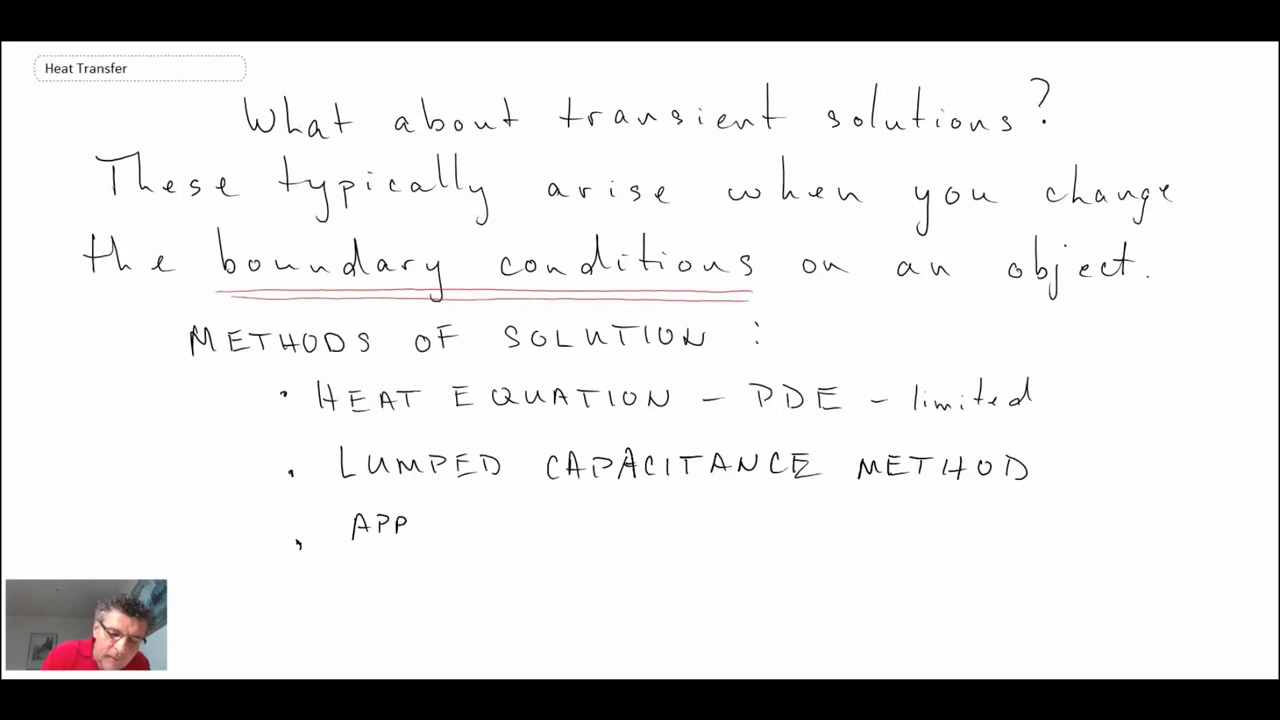 Heat Transfer
What about transient solutions?
These typically arise when you change
the boundary conditions on an object.
METHODS OF SOLUTION :
• HEAT EQUATION – PDE – limited
• LUMPED CAPACITANCE METHOD
• APP